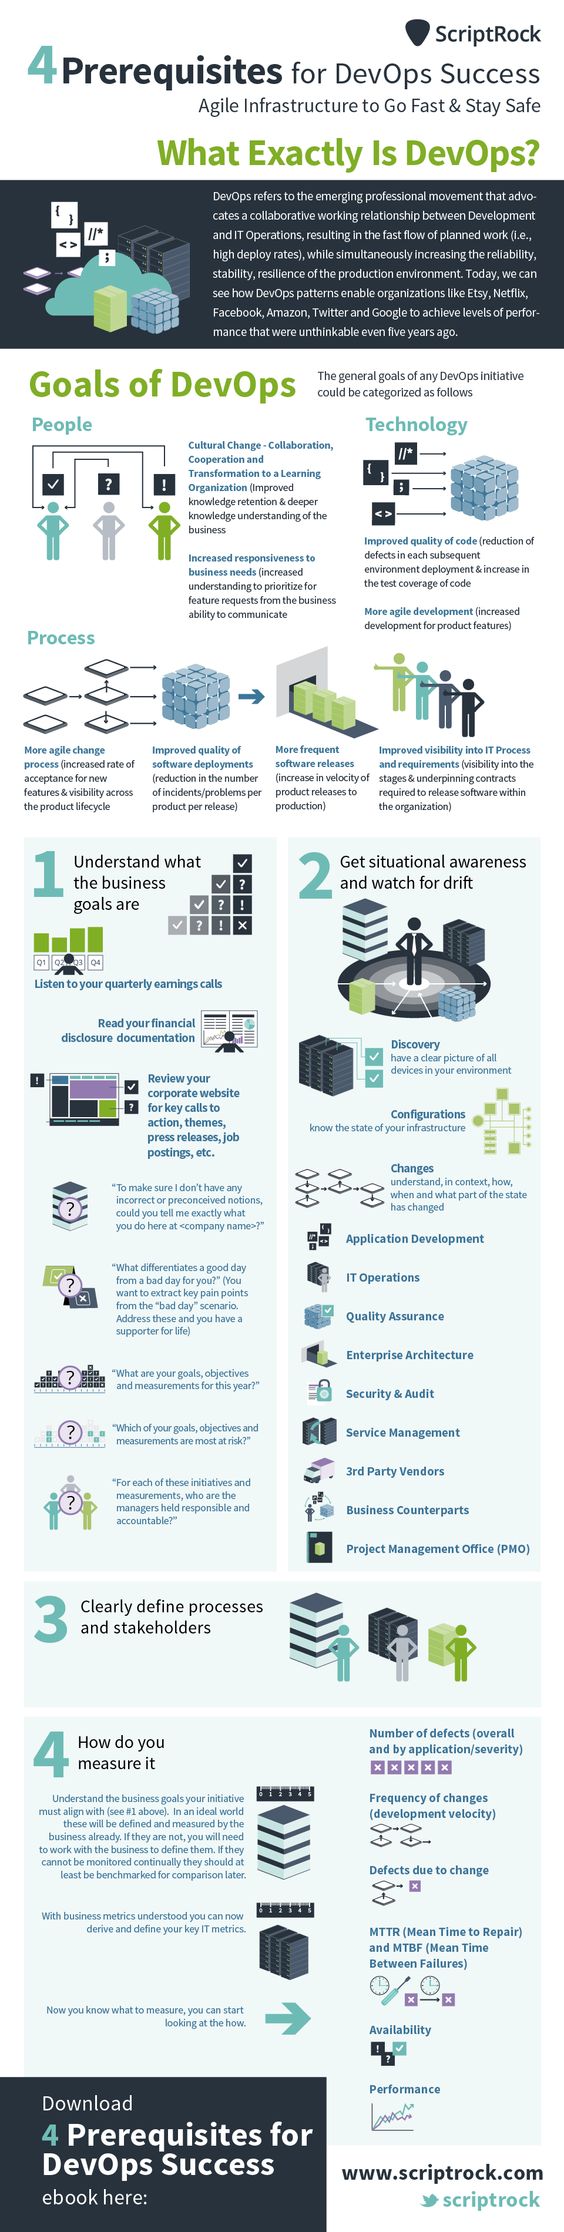 ScriptRock
4 Prerequisites for DevOps Success
Agile Infrastructure to Go Fast & Stay Safe
What Exactly Is DevOps?
{ }
//*
< >
;
DevOps refers to the emerging professional movement that advo-
cates a collaborative working relationship between Development
and IT Operations, resulting in the fast flow of planned work (i.e.,
high deploy rates), while simultaneously increasing the reliability,
stability, resilience of the production environment. Today, we can
see how DevOps patterns enable organizations like Etsy, Netflix,
Facebook, Amazon, Twitter and Google to achieve levels of perfor-
mance that were unthinkable even five years ago.
Goals of DevOps
The general goals of any DevOps initiative
could be categorized as follows
People
? !
Cultural Change - Collaboration,
Cooperation and
Transformation to a Learning
Organization (Improved
knowledge retention & deeper
knowledge understanding of the
business
Increased responsiveness to
business needs (increased
understanding to prioritize for
feature requests from the business
ability to communicate
Technology
//*
{ }
;
< >
Improved quality of code (reduction of
defects in each subsequent
environment deployment & increase in
the test coverage of code
More agile development (increased
development for product features)
Process
More agile change
process (increased rate of
acceptance for new
features & visibility across
the product lifecycle
Improved quality of
software deployments
(reduction in the number
of incidents/problems per
product per release)
More frequent
software releases
(increase in velocity of
product releases to
production)
Improved visibility into IT Process
and requirements (visibility into the
stages & underpinning contracts
required to release software within
the organization)
1
Understand what
the business
goals are
?
? !
? !
Q1 Q2 Q3 Q4
Listen to your quarterly earnings calls
Read your financial
disclosure documentation
!
?
Review your
corporate website
for key calls to
action, themes,
press releases, job
postings, etc.
?
“To make sure I don’t have any
incorrect or preconceived notions,
could you tell me exactly what
you do here at <company name>?”
?
“What differentiates a good day
from a bad day for you?” (You
want to extract key pain points
from the “bad day” scenario.
Address these and you have a
supporter for life)
?
“What are your goals, objectives
and measurements for this year?”
?
“Which of your goals, objectives and
measurements are most at risk?”
?
“For each of these initiatives and
measurements, who are the
managers held responsible and
accountable?”
2
Get situational awareness
and watch for drift
Discovery
have a clear picture of all
devices in your environment
Configurations
know the state of your infrastructure
Changes
understand, in context, how,
when and what part of the state
has changed
Application Development
IT Operations
Quality Assurance
Enterprise Architecture
Security & Audit
Service Management
3rd Party Vendors
Business Counterparts
Project Management Office (PMO)
3
Clearly define processes
and stakeholders
4
How do you
measure it
Understand the business goals your initiative
must align with (see #1 above). In an ideal world
these will be defined and measured by the
business already. If they are not, you will need
to work with the business to define them. If they
cannot be monitored continually they should at
least be benchmarked for comparison later.
0 1 2 3 4 5
With business metrics understood you can now
derive and define your key IT metrics.
0 1 2 3 4 5
Now you know what to measure, you can start
looking at the how.
Number of defects (overall
and by application/severity)
Frequency of changes
(development velocity)
Defects due to change
MTTR (Mean Time to Repair)
and MTBF (Mean Time
Between Failures)
Availability
!
?
Performance
Download
4 Prerequisites for
DevOps Success
ebook here:
www.scriptrock.com
scriptrock